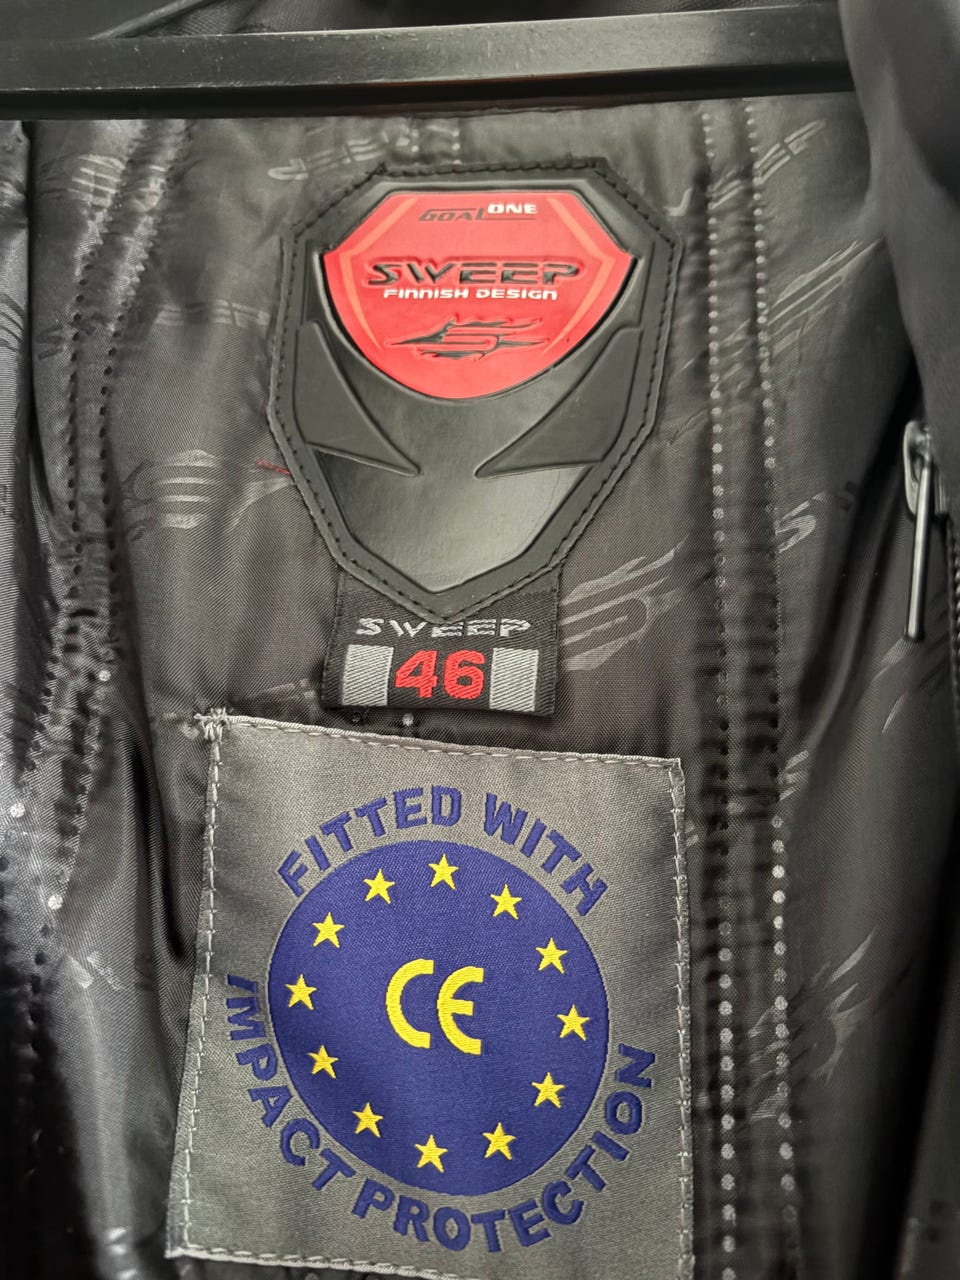 GOAL ONE
SWEEP
FINNISH DESIGN
S
SWEEP
46
FITTED WITH
CE
IMPACT PROTECTION